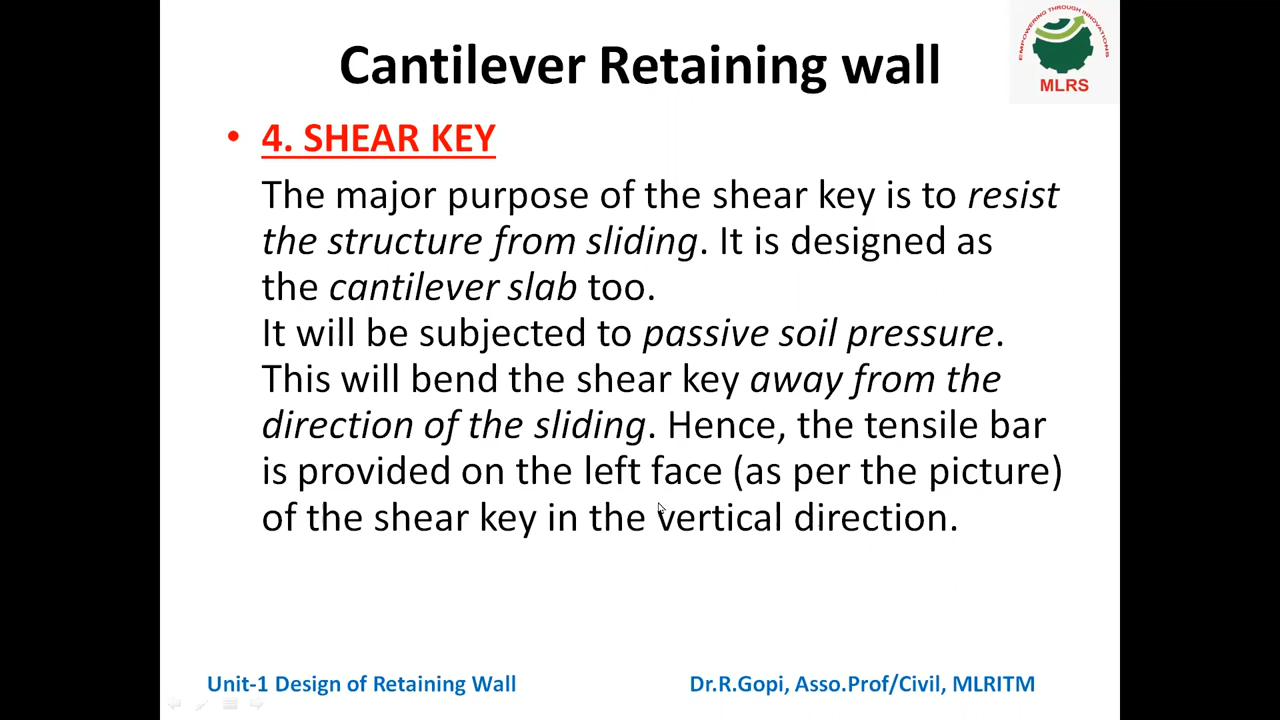 Cantilever Retaining wall
EMPOWERING THROUGH INNOVATIONS
MLRS
• 4. SHEAR KEY
The major purpose of the shear key is to resist
the structure from sliding. It is designed as
the cantilever slab too.
It will be subjected to passive soil pressure.
This will bend the shear key away from the
direction of the sliding. Hence, the tensile bar
is provided on the left face (as per the picture)
of the shear key in the vertical direction.
Unit-1 Design of Retaining Wall
Dr.R.Gopi, Asso.Prof/Civil, MLRITM